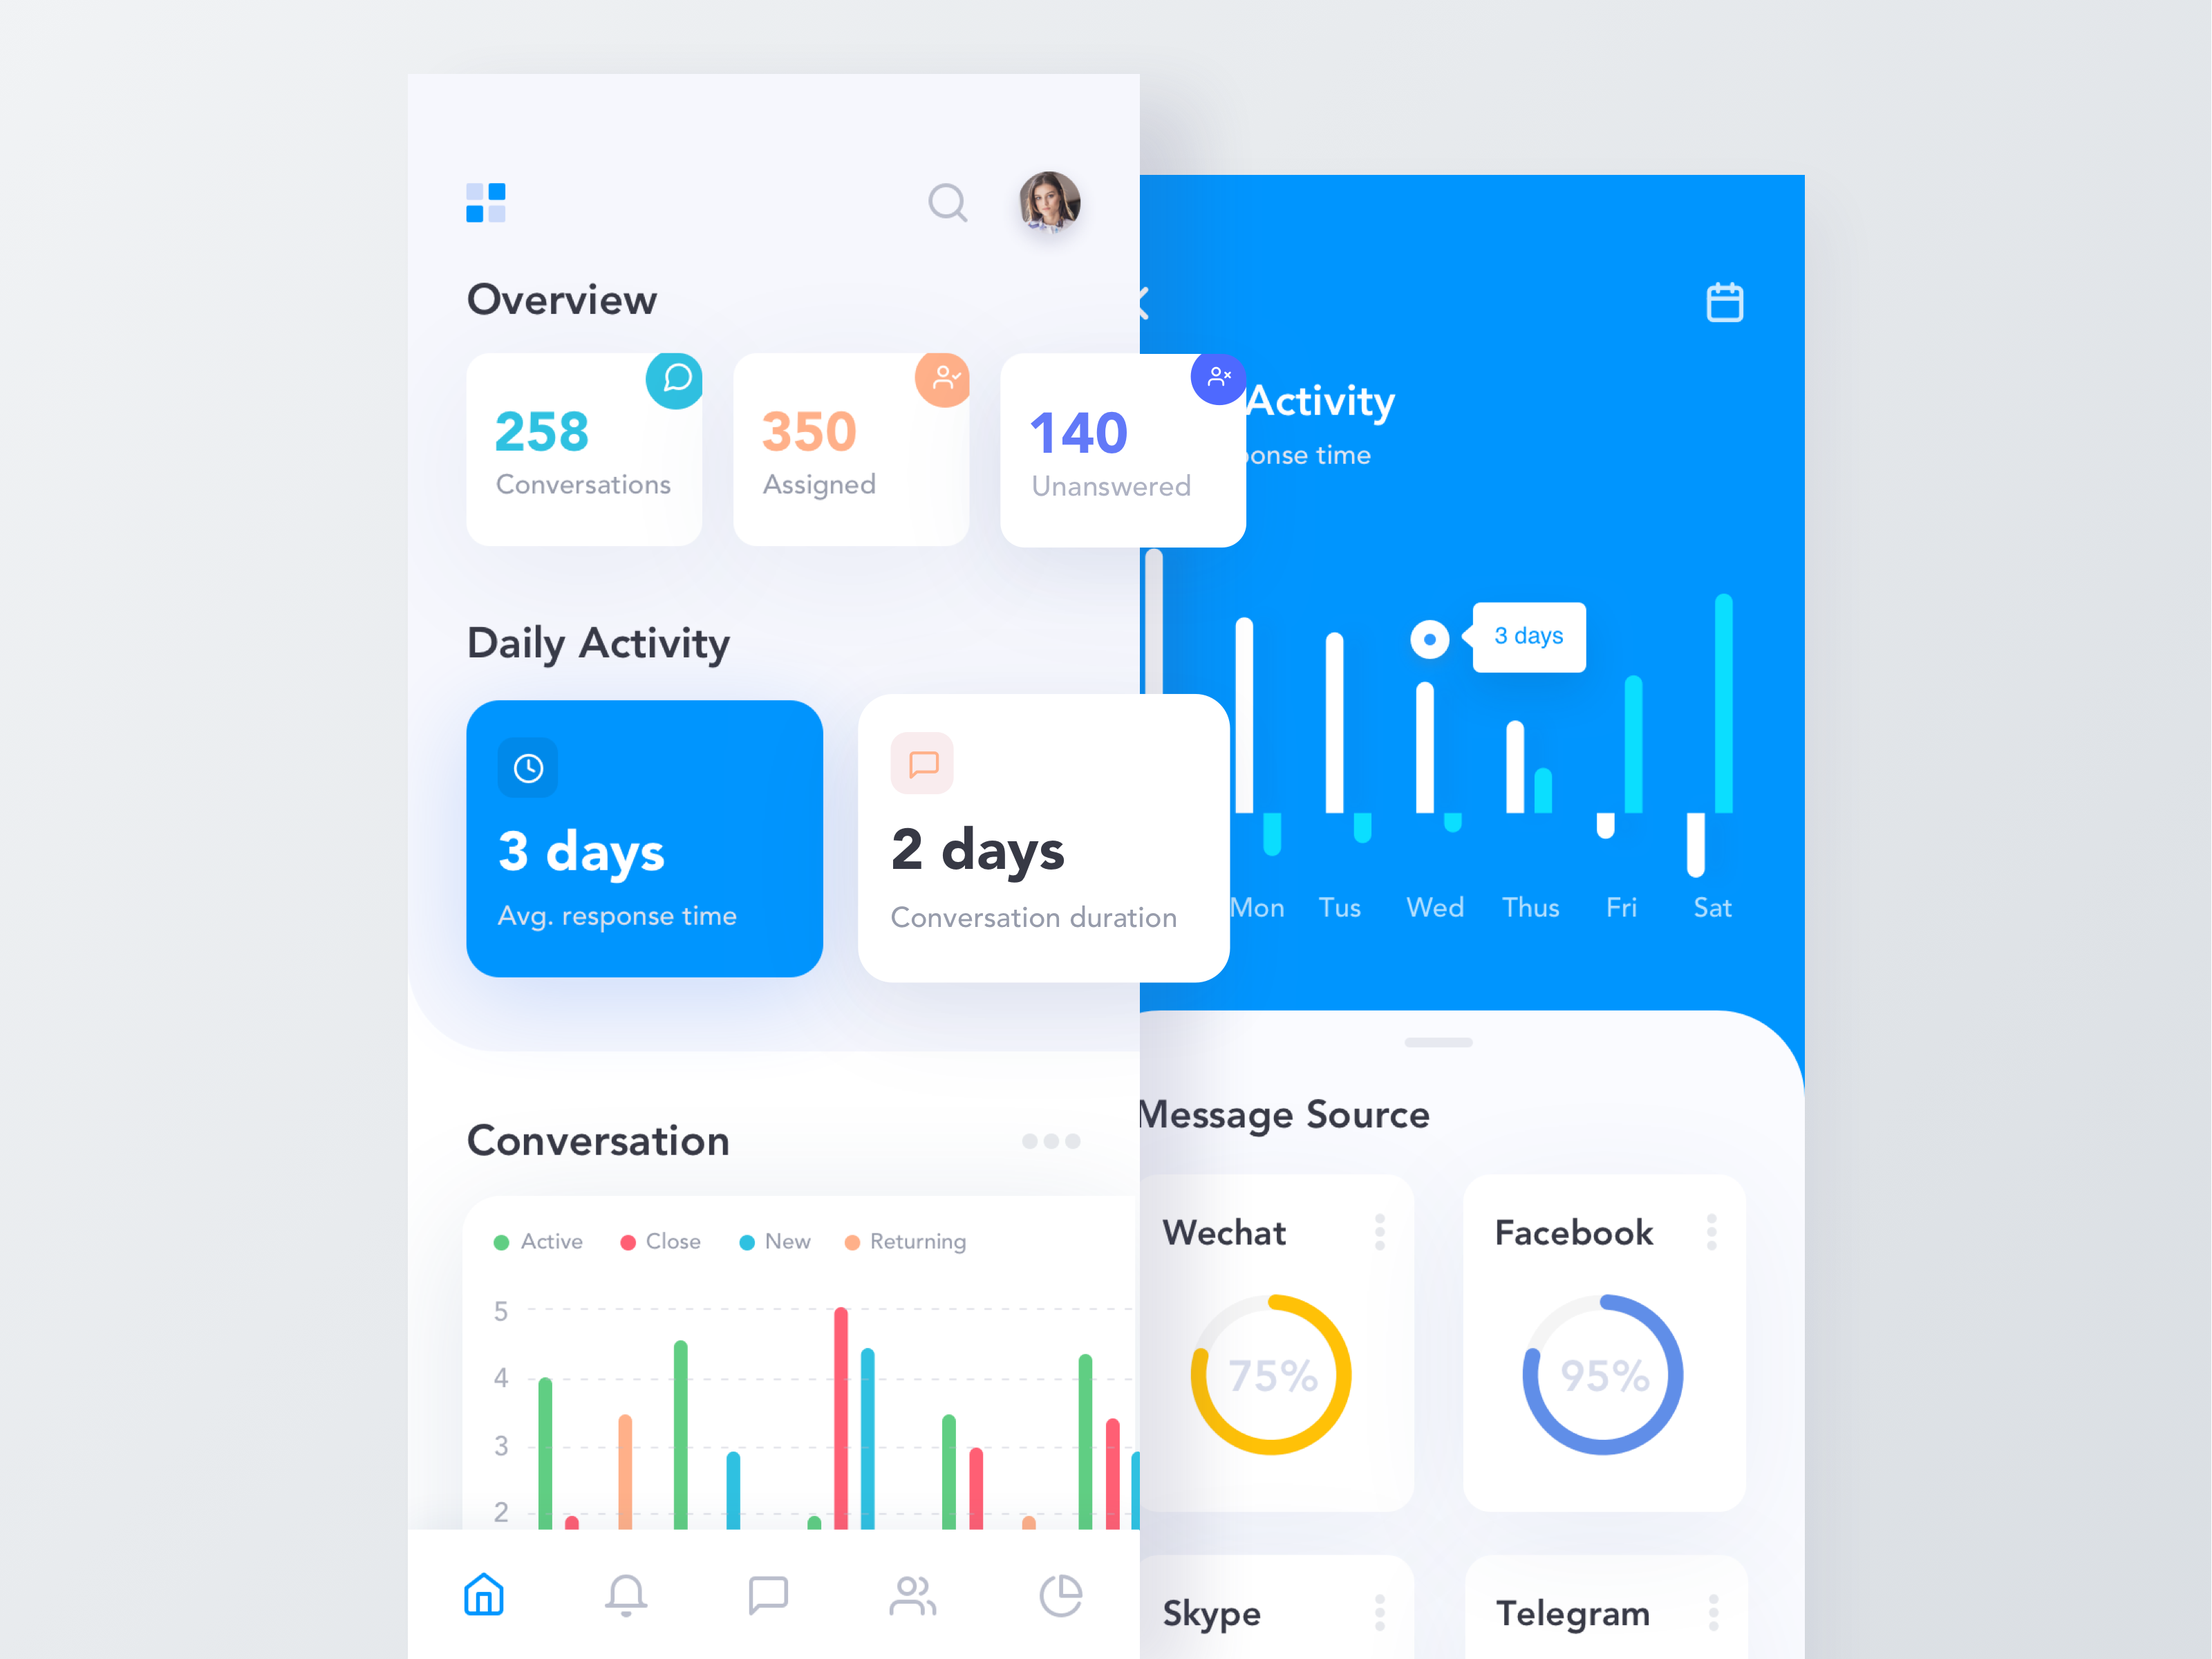 Overview
258
Conversations
350
Assigned
140
Unanswered
Daily Activity
3 days
Avg. response time
2 days
Conversation duration
Conversation
Active
Close
New
Returning
5
4
3
2
Activity
onse time
3 days
Mon
Tus
Wed
Thus
Fri
Sat
Message Source
Wechat
75%
Facebook
95%
Skype
Telegram